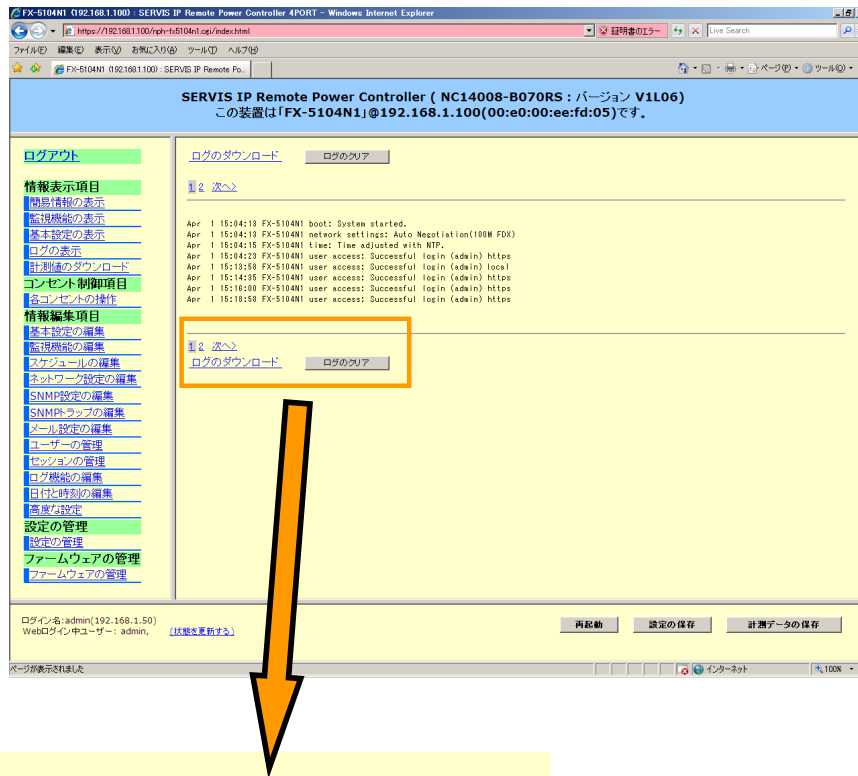 FX-5104N1 (192.168.1.100) : SERVIS IP Remote Power Controller 4PORT - Windows Internet Explorer
https://192.168.1.100/nph-fx5104n1.cgi/index.html
証明書のエラー
Live Search
ファイル(F) 編集(E) 表示(V) お気に入り(A) ツール(T) ヘルプ(H)
FX-5104N1 (192.168.1.100) : SERVIS IP Remote Po...
ページ(P) ツール(O)
SERVIS IP Remote Power Controller ( NC14008-B070RS : バージョン V1L06)
この装置は「FX-5104N1」@192.168.1.100(00:e0:00:ee:fd:05)です。
ログアウト
情報表示項目
簡易情報の表示
監視機能の表示
基本設定の表示
ログの表示
計測値のダウンロード
コンセント制御項目
各コンセントの操作
情報編集項目
基本設定の編集
監視機能の編集
スケジュールの編集
ネットワーク設定の編集
SNMP設定の編集
SNMPトラップの編集
メール設定の編集
ユーザーの管理
セッションの管理
ログ機能の編集
日付と時刻の編集
高度な設定
設定の管理
設定の管理
ファームウェアの管理
ファームウェアの管理
ログのダウンロード ログのクリア
1 2 次へ>
Apr 1 15:04:13 FX-5104N1 boot: System started.
Apr 1 15:04:13 FX-5104N1 network settings: Auto Negotiation(100M FDX)
Apr 1 15:04:15 FX-5104N1 time: Time adjusted with NTP.
Apr 1 15:04:23 FX-5104N1 user access: Successful login (admin) https
Apr 1 15:13:58 FX-5104N1 user access: Successful login (admin) local
Apr 1 15:14:35 FX-5104N1 user access: Successful login (admin) https
Apr 1 15:16:00 FX-5104N1 user access: Successful login (admin) https
Apr 1 15:18:58 FX-5104N1 user access: Successful login (admin) https
1 2 次へ>
ログのダウンロード ログのクリア
ログイン名:admin(192.168.1.50)
Webログイン中ユーザー: admin, (状態を更新する)
再起動 設定の保存 計測データの保存
ページが表示されました
インターネット 100%